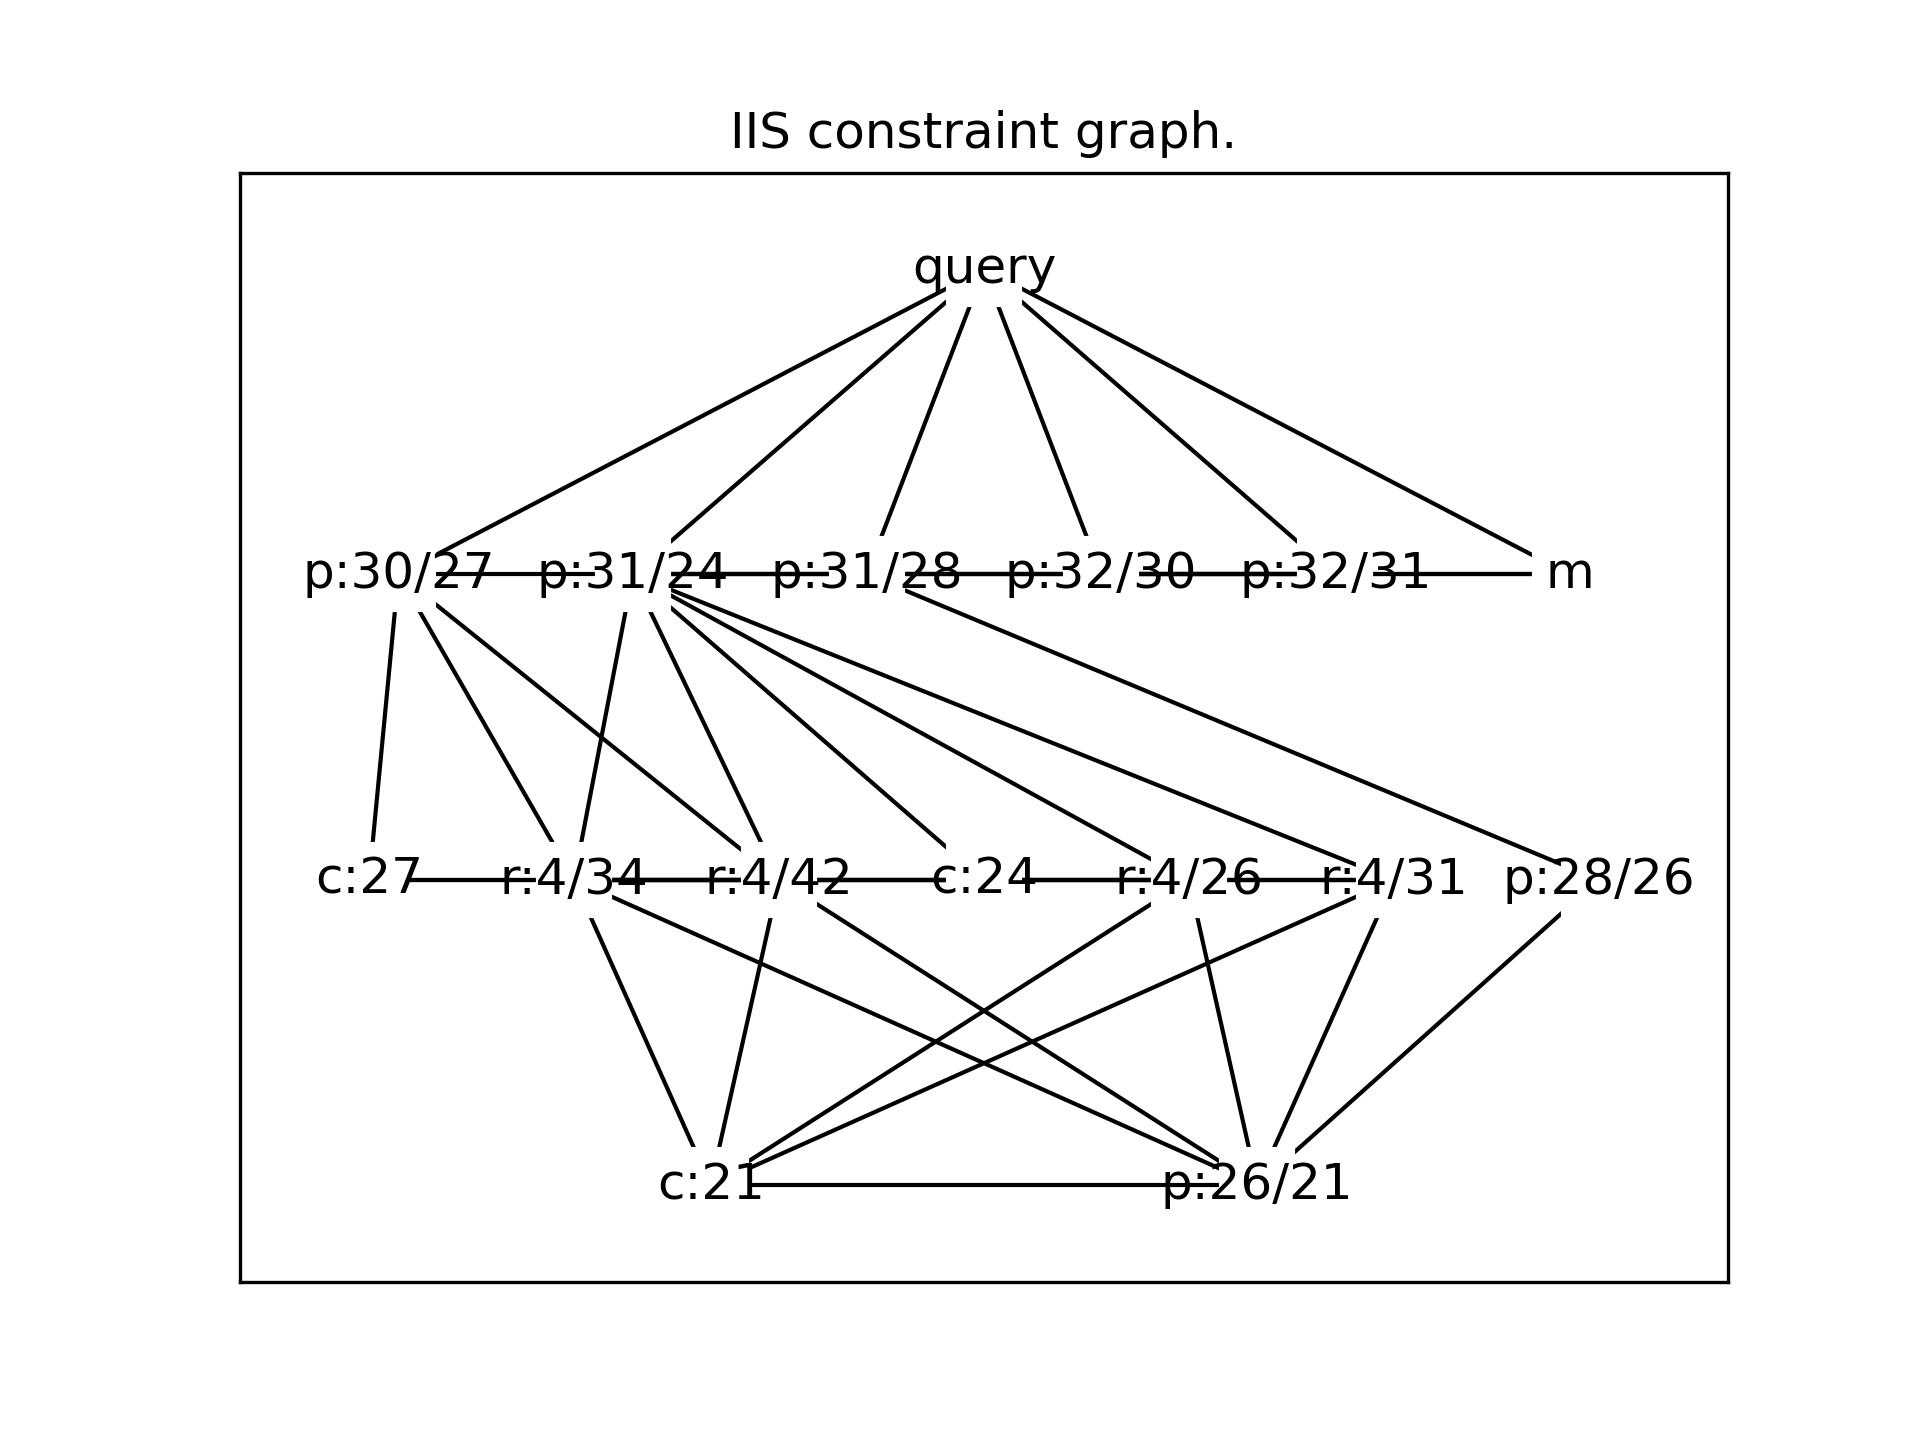 IIS constraint graph.
query
p:30/27 p:31/24 p:31/28 p:32/30 p:32/31 m
c:27 r:4/34 r:4/42 c:24 r:4/26 r:4/31 p:28/26
c:21 p:26/21